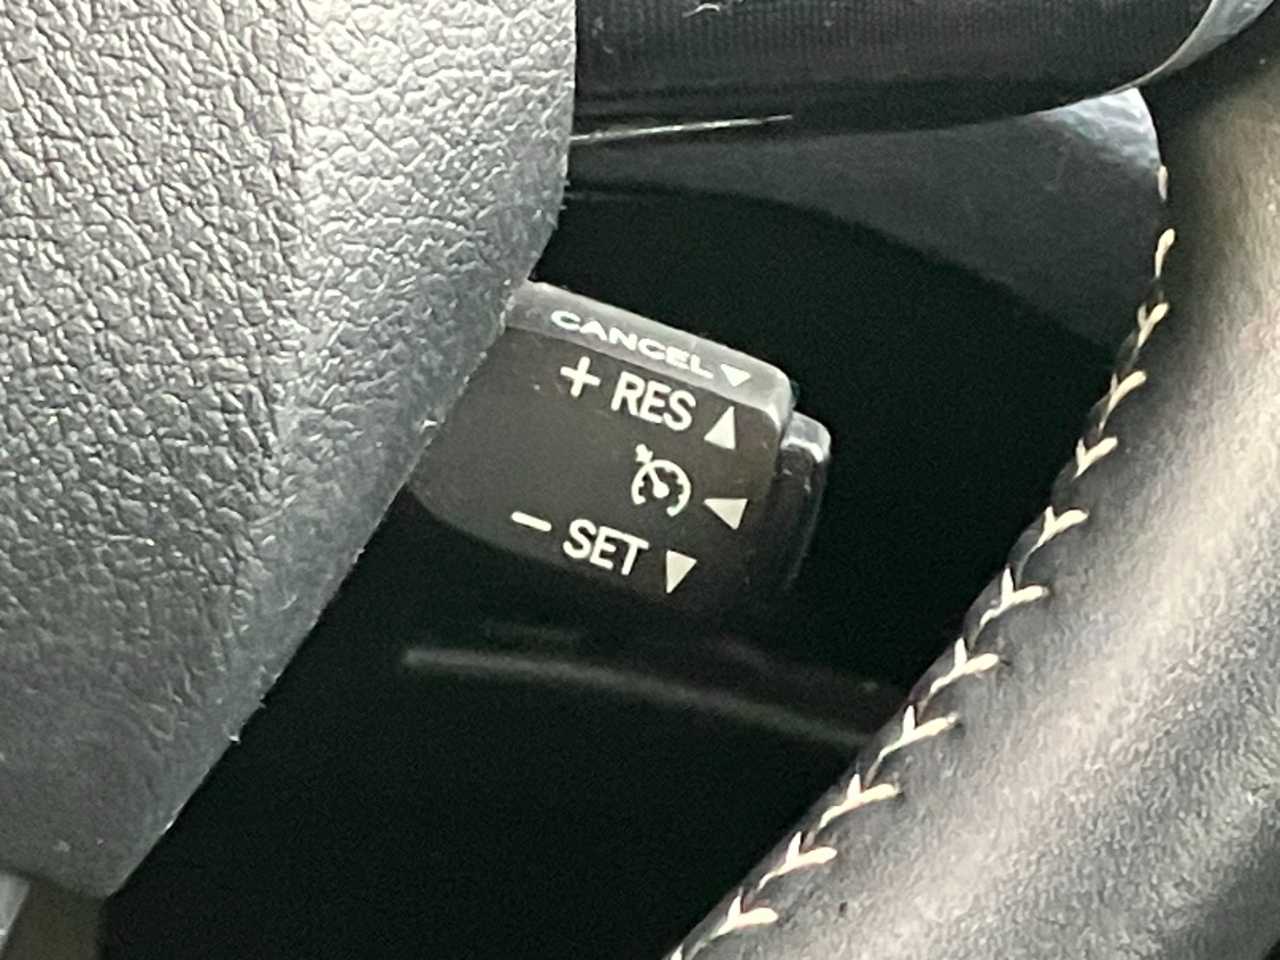 CANCEL▼
+ RES ▲
◀
− SET ▼